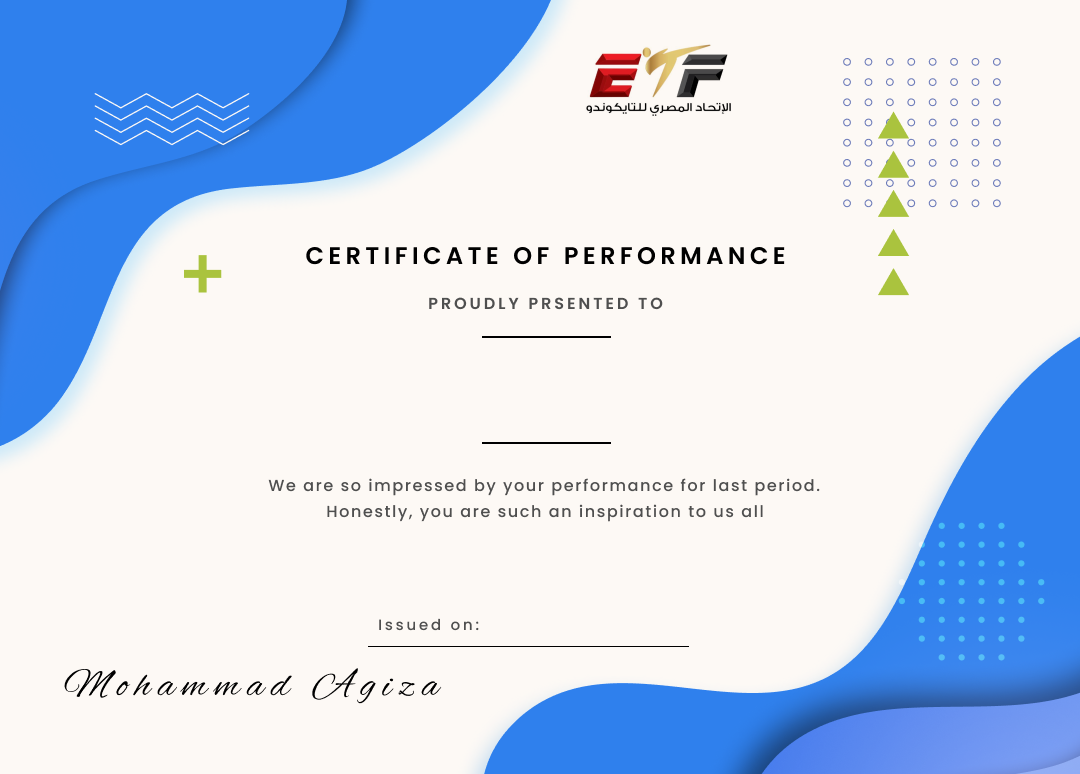 ETF
الإتحاد المصري للتايكوندو
CERTIFICATE OF PERFORMANCE
PROUDLY PRSENTED TO
We are so impressed by your performance for last period.
Honestly, you are such an inspiration to us all
Issued on:
Mohammad Agiza